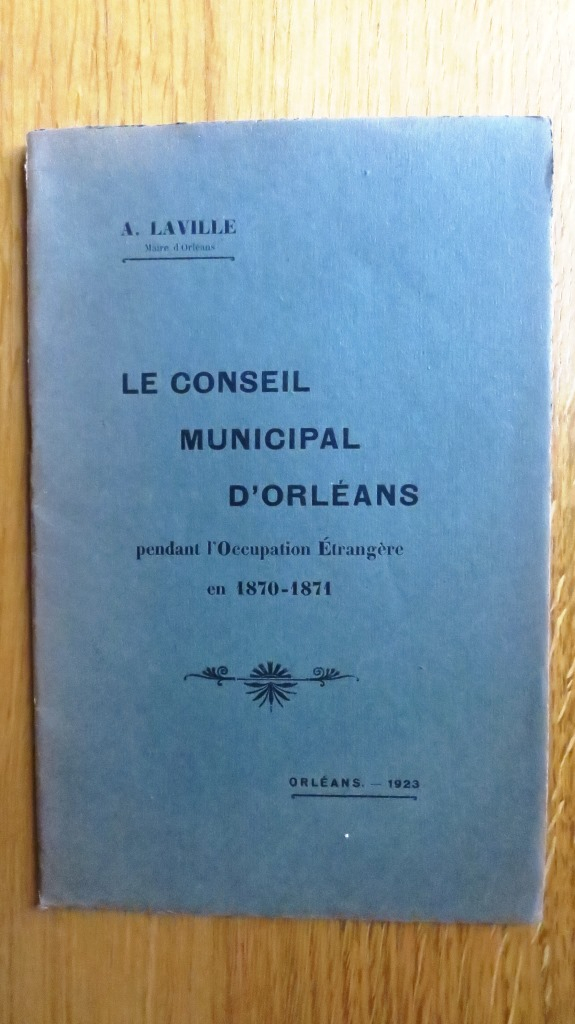 A. LAVILLE
Maire d'Orléans
LE CONSEIL
MUNICIPAL
D'ORLÉANS
pendant l'Occupation Étrangère
en 1870-1871
ORLÉANS. — 1923